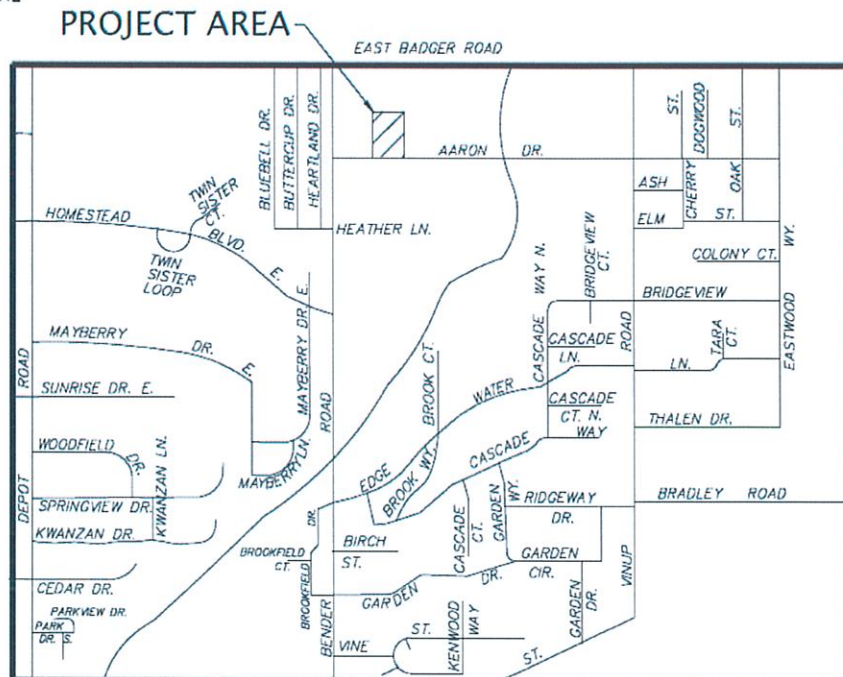 PROJECT AREA
EAST BADGER ROAD
BLUEBELL DR.
BUTTERCUP DR.
HEARTLAND DR.
AARON DR.
ST.
DOGWOOD
ST.
ASH
CHERRY
OAK
ELM
ST.
TWIN
SISTER
CT.
HOMESTEAD
BLVD.
E.
HEATHER LN.
TWIN
SISTER
LOOP
WAY N.
BRIDGEVIEW
CT.
COLONY CT.
WY.
BRIDGEVIEW
MAYBERRY
DR.
E.
MAYBERRY DR. E.
ROAD
BROOK CT.
WATER
CASCADE
CASCADE
LN.
ROAD
LN.
TARA
CT.
EASTWOOD
ROAD
SUNRISE DR. E.
CASCADE
CT. N.
WAY
THALEN DR.
WOODFIELD
DR.
KWANZAN LN.
MAYBERRY LN.
EDGE
BROOK WY.
CASCADE
DEPOT
SPRINGVIEW DR.
KWANZAN DR.
DR.
CASCADE
CT.
GARDEN
WY.
RIDGEWAY
DR.
BRADLEY ROAD
BROOKFIELD
CT.
BIRCH
ST.
GARDEN
CIR.
VINUP
CEDAR DR.
BROOKFIELD
GARDEN
DR.
GARDEN
DR.
PARKVIEW DR.
PARK
DR. S.
BENDER
VINE
ST.
KENWOOD
WAY
ST.